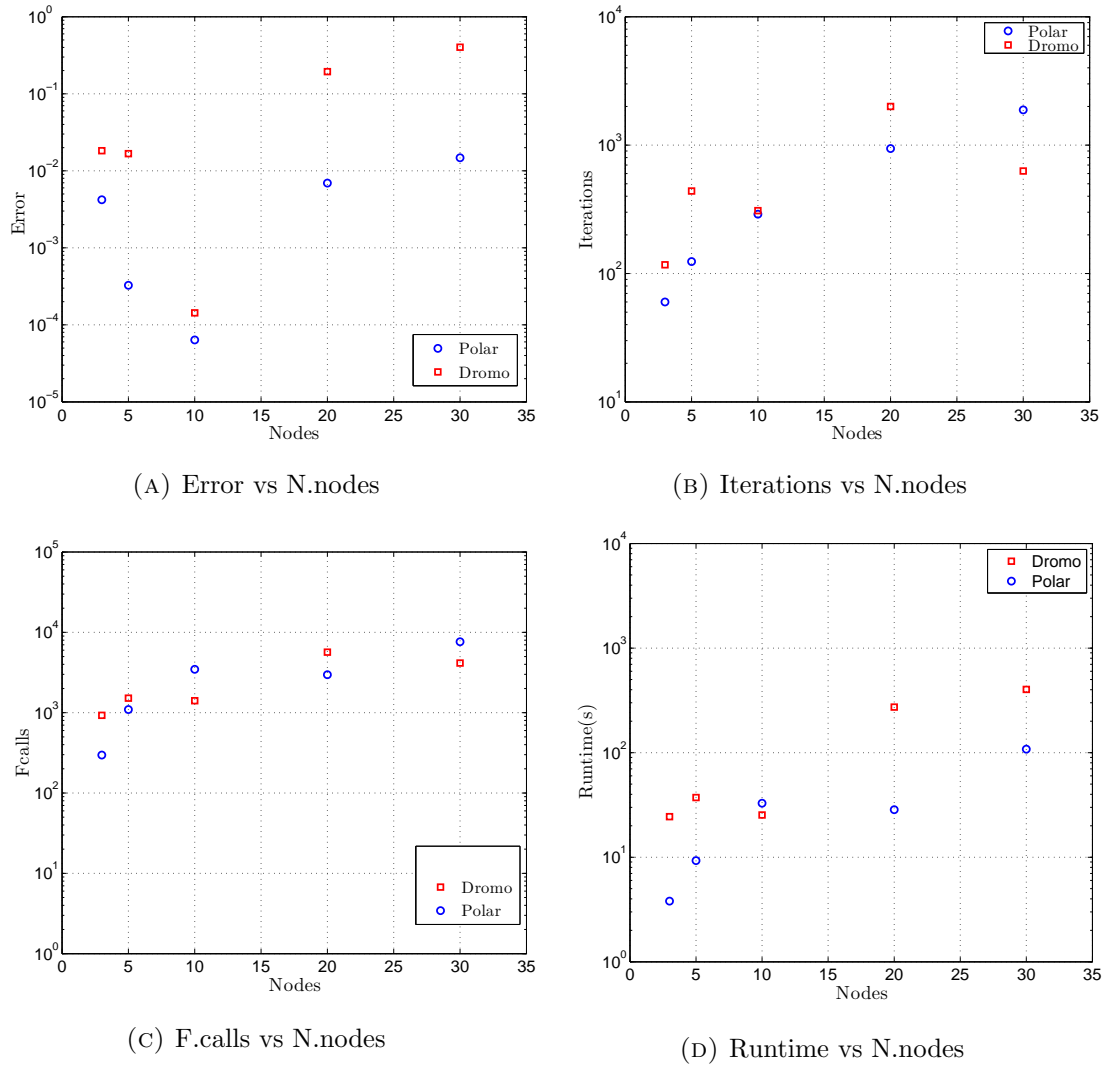 10^0
10^-1
10^-2
10^-3
10^-4
10^-5
Error
0 5 10 15 20 25 30 35
Nodes
Polar
Dromo
(A) Error vs N.nodes
10^4
10^3
10^2
10^1
Iterations
0 5 10 15 20 25 30 35
Nodes
Polar
Dromo
(B) Iterations vs N.nodes
10^5
10^4
10^3
10^2
10^1
10^0
Fcalls
0 5 10 15 20 25 30 35
Nodes
Dromo
Polar
(C) F.calls vs N.nodes
10^4
10^3
10^2
10^1
10^0
Runtime(s)
0 5 10 15 20 25 30 35
Nodes
Dromo
Polar
(D) Runtime vs N.nodes